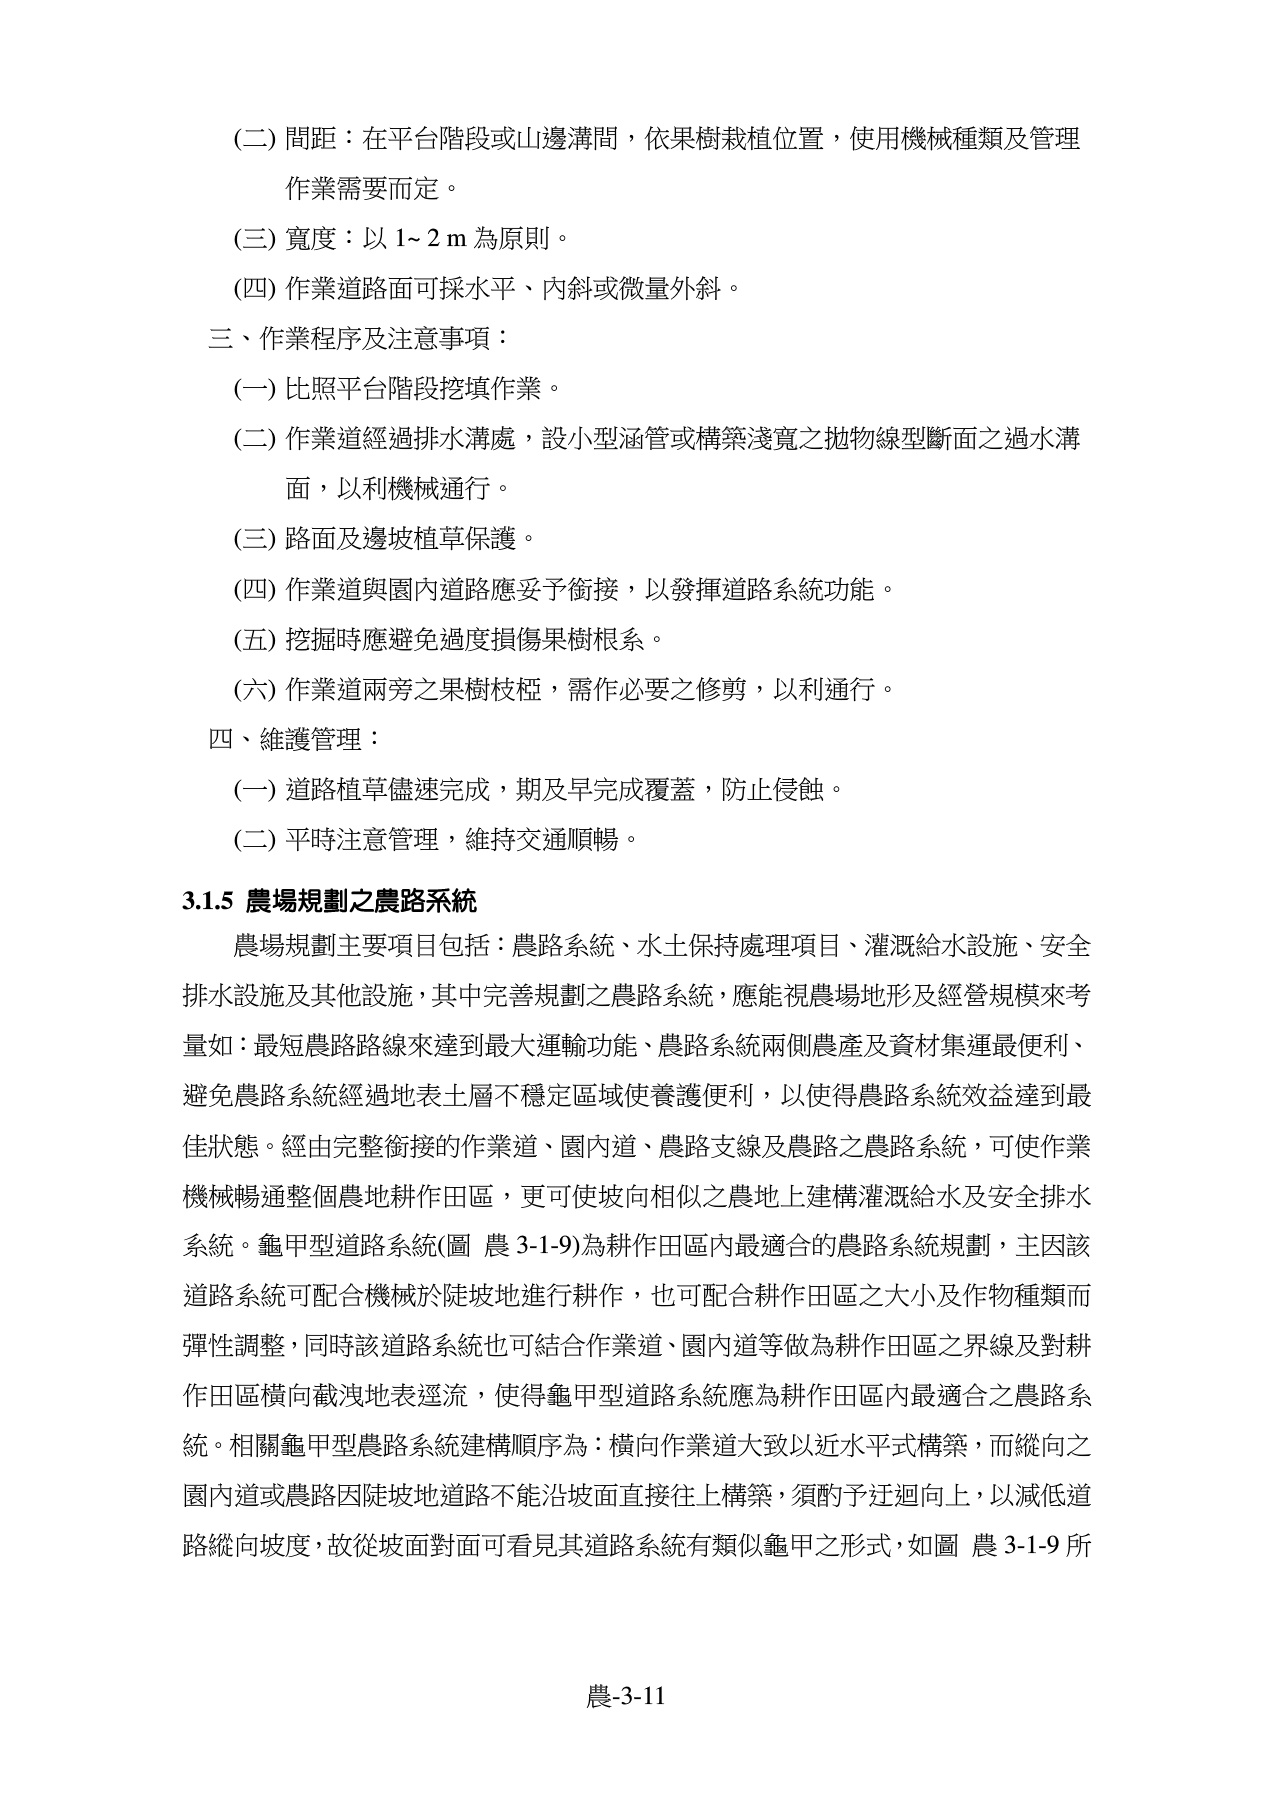 (二) 間距：在平台階段或山邊溝間，依果樹栽植位置，使用機械種類及管理
作業需要而定。
(三) 寬度：以 1~ 2 m 為原則。
(四) 作業道路面可採水平、內斜或微量外斜。
三、作業程序及注意事項：
(一) 比照平台階段挖填作業。
(二) 作業道經過排水溝處，設小型涵管或構築淺寬之拋物線型斷面之過水溝
面，以利機械通行。
(三) 路面及邊坡植草保護。
(四) 作業道與園內道路應妥予銜接，以發揮道路系統功能。
(五) 挖掘時應避免過度損傷果樹根系。
(六) 作業道兩旁之果樹枝椏，需作必要之修剪，以利通行。
四、維護管理：
(一) 道路植草儘速完成，期及早完成覆蓋，防止侵蝕。
(二) 平時注意管理，維持交通順暢。
3.1.5 農場規劃之農路系統
農場規劃主要項目包括：農路系統、水土保持處理項目、灌溉給水設施、安全
排水設施及其他設施，其中完善規劃之農路系統，應能視農場地形及經營規模來考
量如：最短農路路線來達到最大運輸功能、農路系統兩側農產及資材集運最便利、
避免農路系統經過地表土層不穩定區域使養護便利，以使得農路系統效益達到最
佳狀態。經由完整銜接的作業道、園內道、農路支線及農路之農路系統，可使作業
機械暢通整個農地耕作田區，更可使坡向相似之農地上建構灌溉給水及安全排水
系統。龜甲型道路系統(圖 農 3-1-9)為耕作田區內最適合的農路系統規劃，主因該
道路系統可配合機械於陡坡地進行耕作，也可配合耕作田區之大小及作物種類而
彈性調整，同時該道路系統也可結合作業道、園內道等做為耕作田區之界線及對耕
作田區橫向截洩地表逕流，使得龜甲型道路系統應為耕作田區內最適合之農路系
統。相關龜甲型農路系統建構順序為：橫向作業道大致以近水平式構築，而縱向之
園內道或農路因陡坡地道路不能沿坡面直接往上構築，須酌予迂迴向上，以減低道
路縱向坡度，故從坡面對面可看見其道路系統有類似龜甲之形式，如圖 農 3-1-9 所
農-3-11